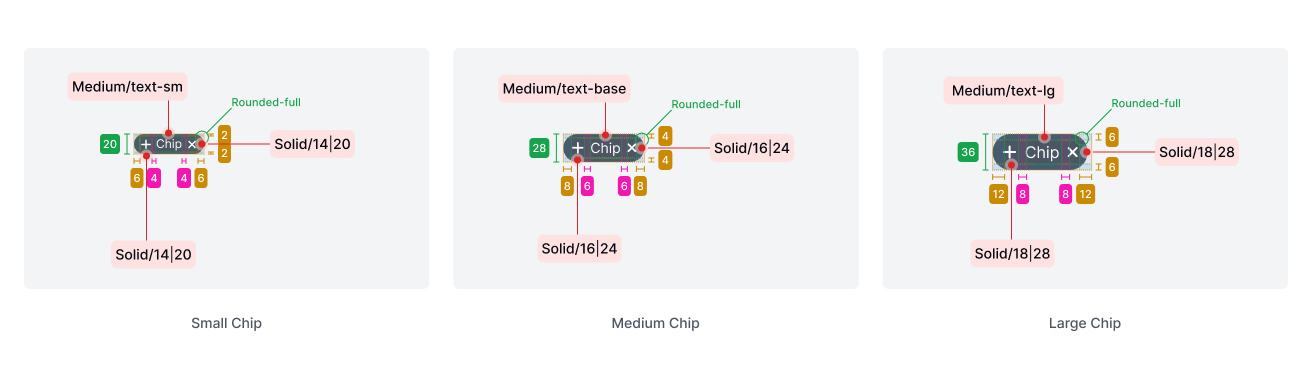 Medium/text-sm
Rounded-full
2
20
Chip
Solid/14|20
2
6
4
4
6
Solid/14|20
Small Chip
Medium/text-base
Rounded-full
4
28
Chip
Solid/16|24
4
8
6
6
8
Solid/16|24
Medium Chip
Medium/text-lg
Rounded-full
6
36
Chip
Solid/18|28
6
12
8
8
12
Solid/18|28
Large Chip